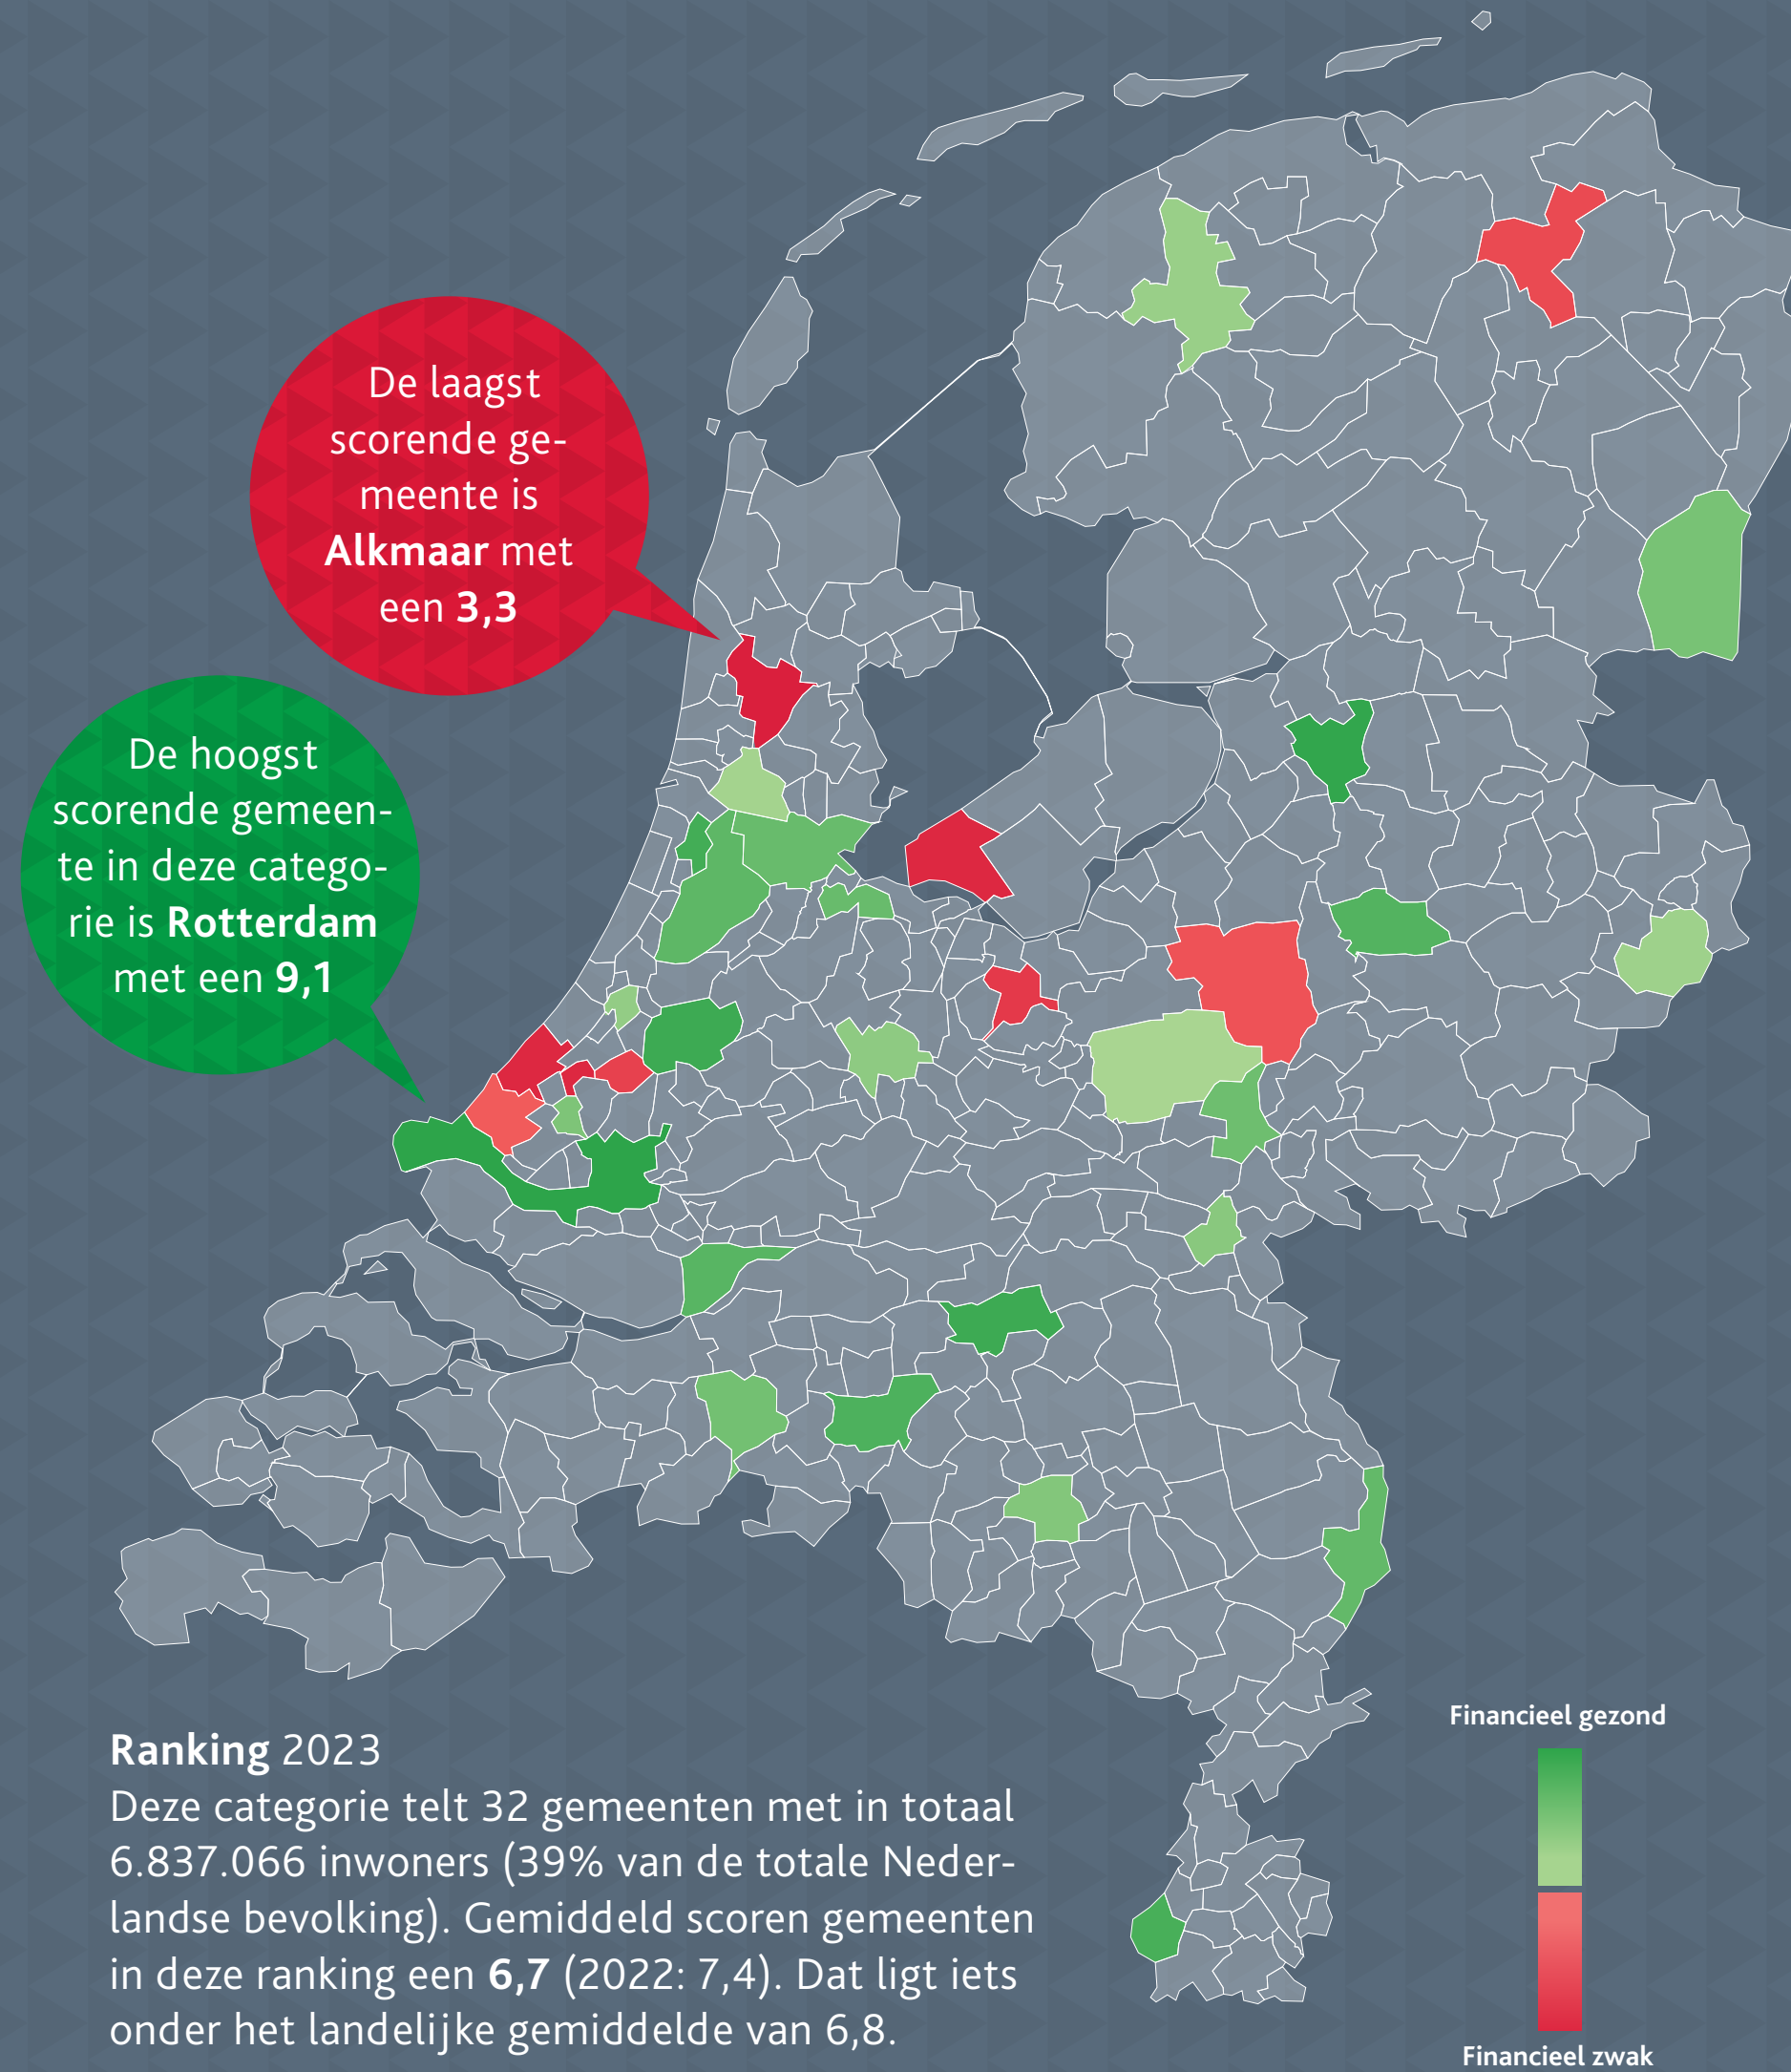 De laagst
scorende ge-
meente is
Alkmaar met
een 3,3
De hoogst
scorende gemeen-
te in deze catego-
rie is Rotterdam
met een 9,1
Ranking 2023
Deze categorie telt 32 gemeenten met in totaal
6.837.066 inwoners (39% van de totale Neder-
landse bevolking). Gemiddeld scoren gemeenten
in deze ranking een 6,7 (2022: 7,4). Dat ligt iets
onder het landelijke gemiddelde van 6,8.
Financieel gezond
Financieel zwak